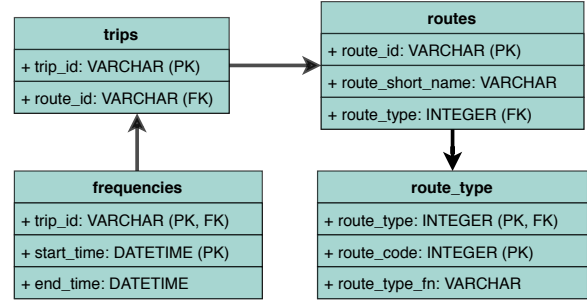 trips
+ trip_id: VARCHAR (PK)
+ route_id: VARCHAR (FK)
routes
+ route_id: VARCHAR (PK)
+ route_short_name: VARCHAR
+ route_type: INTEGER (FK)
frequencies
+ trip_id: VARCHAR (PK, FK)
+ start_time: DATETIME (PK)
+ end_time: DATETIME
route_type
+ route_type: INTEGER (PK, FK)
+ route_code: INTEGER (PK)
+ route_type_fn: VARCHAR